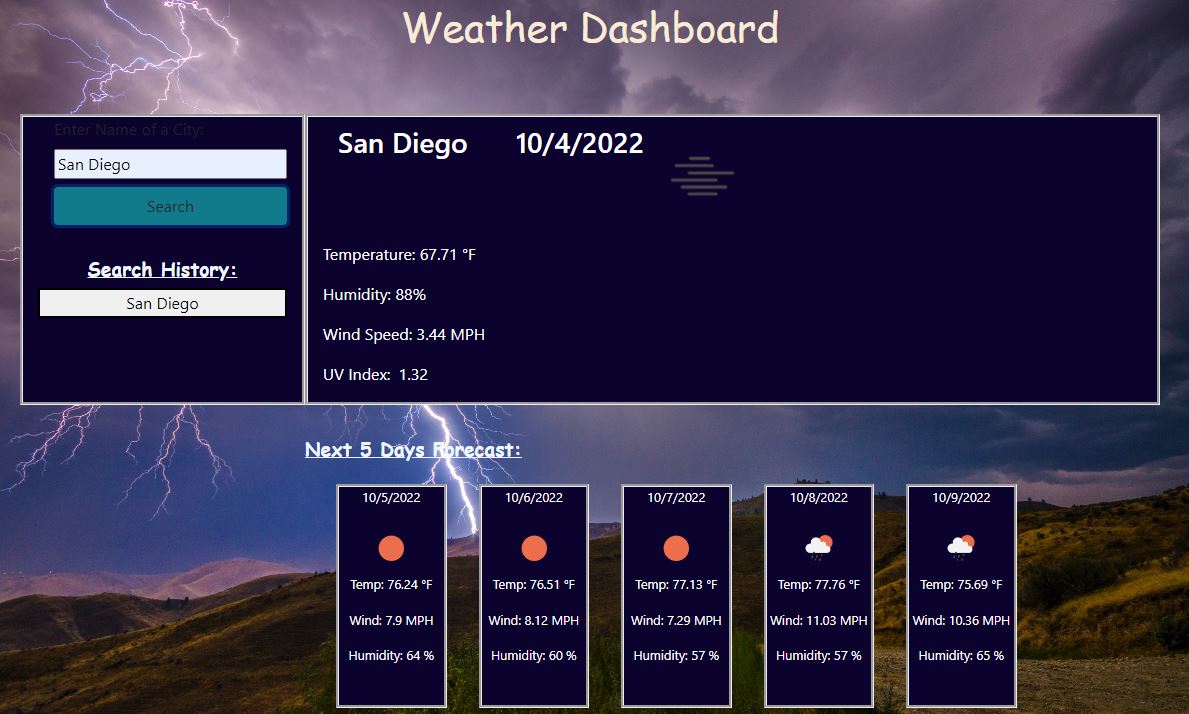 Weather Dashboard
Enter Name of a City:
San Diego
Search
Search History:
San Diego
San Diego 10/4/2022
Temperature: 67.71 °F
Humidity: 88%
Wind Speed: 3.44 MPH
UV Index: 1.32
Next 5 Days Forecast:
10/5/2022
Temp: 76.24 °F
Wind: 7.9 MPH
Humidity: 64 %
10/6/2022
Temp: 76.51 °F
Wind: 8.12 MPH
Humidity: 60 %
10/7/2022
Temp: 77.13 °F
Wind: 7.29 MPH
Humidity: 57 %
10/8/2022
Temp: 77.76 °F
Wind: 11.03 MPH
Humidity: 57 %
10/9/2022
Temp: 75.69 °F
Wind: 10.36 MPH
Humidity: 65 %